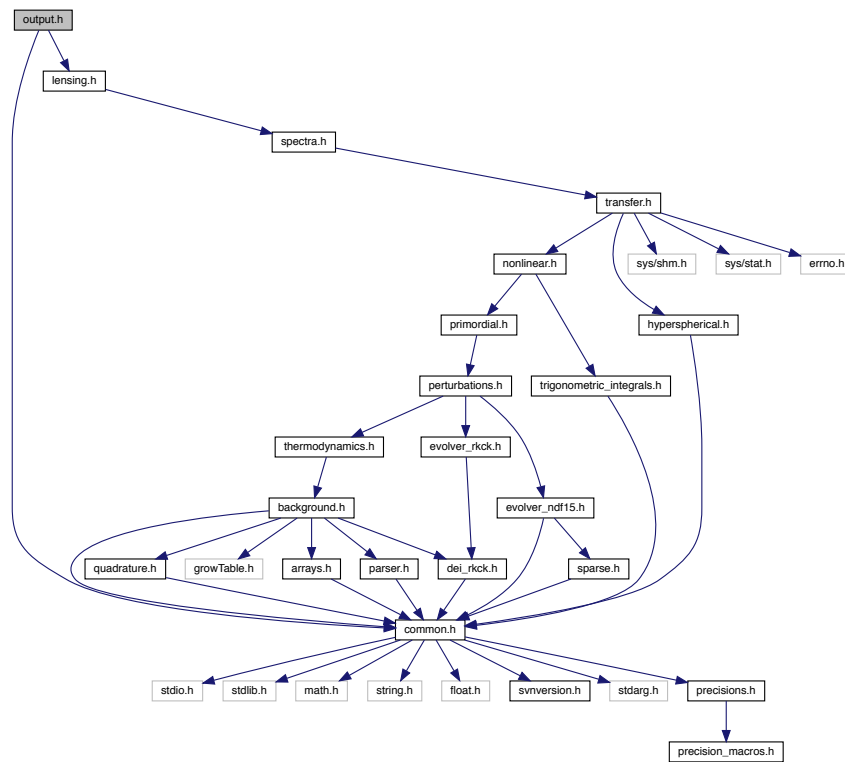 output.h
lensing.h
spectra.h
transfer.h
nonlinear.h
sys/shm.h
sys/stat.h
errno.h
primordial.h
hyperspherical.h
perturbations.h
trigonometric_integrals.h
thermodynamics.h
evolver_rkck.h
background.h
evolver_ndf15.h
quadrature.h
growTable.h
arrays.h
parser.h
dei_rkck.h
sparse.h
common.h
stdio.h
stdlib.h
math.h
string.h
float.h
svnversion.h
stdarg.h
precisions.h
precision_macros.h